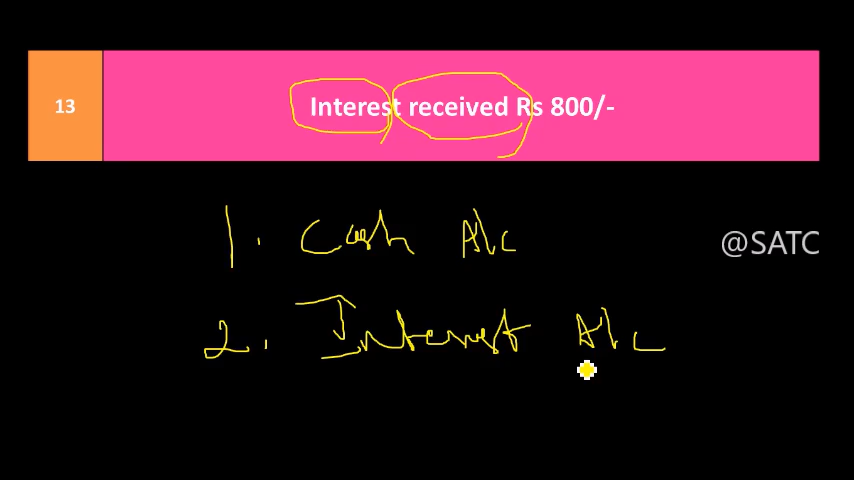 13
Interest received Rs 800/-
1. Cash A/c
@SATC
2. Interest A/c